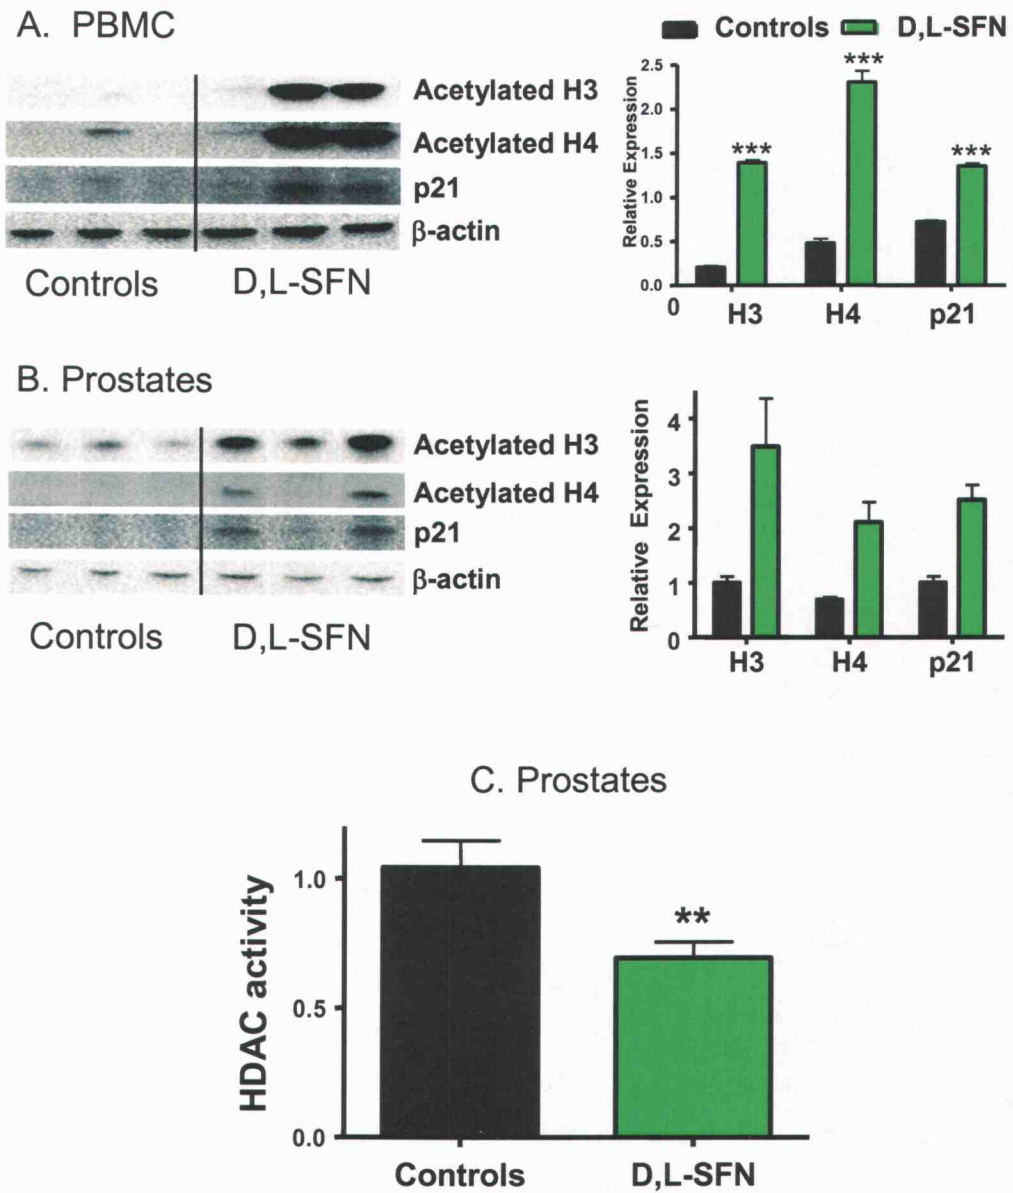 A. PBMC
Acetylated H3
Acetylated H4
p21
β-actin
Controls D,L-SFN
Controls D,L-SFN
Relative Expression
2.5
2.0
1.5
1.0
0.5
0.0
0
***
***
***
H3 H4 p21
B. Prostates
Acetylated H3
Acetylated H4
p21
β-actin
Controls D,L-SFN
Relative Expression
4
3
2
1
0
H3 H4 p21
C. Prostates
HDAC activity
1.0
0.5
0.0
**
Controls D,L-SFN